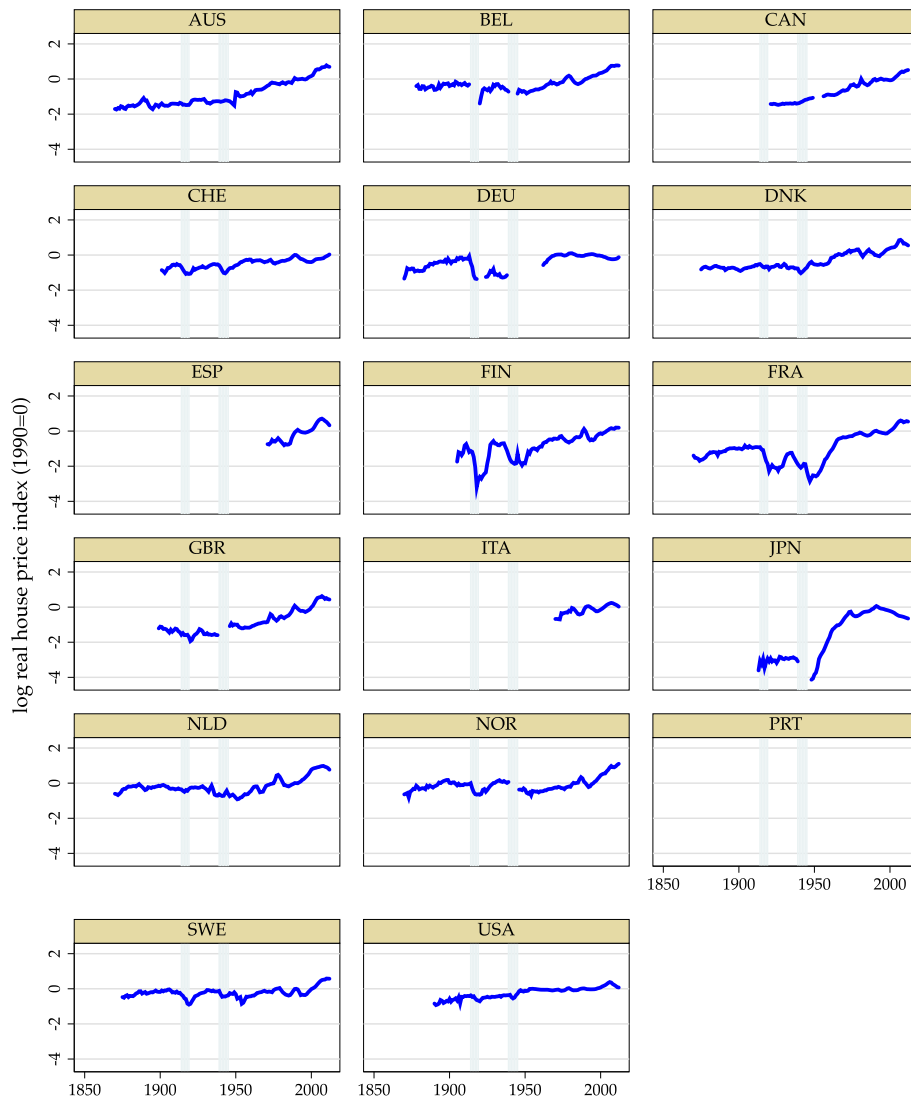 AUS BEL CAN
2
0
-2
-4
CHE DEU DNK
2
0
-2
-4
ESP FIN FRA
2
0
-2
-4
log real house price index (1990=0)
GBR ITA JPN
2
0
-2
-4
NLD NOR PRT
2
0
-2
-4
1850 1900 1950 2000
SWE USA
2
0
-2
-4
1850 1900 1950 2000 1850 1900 1950 2000